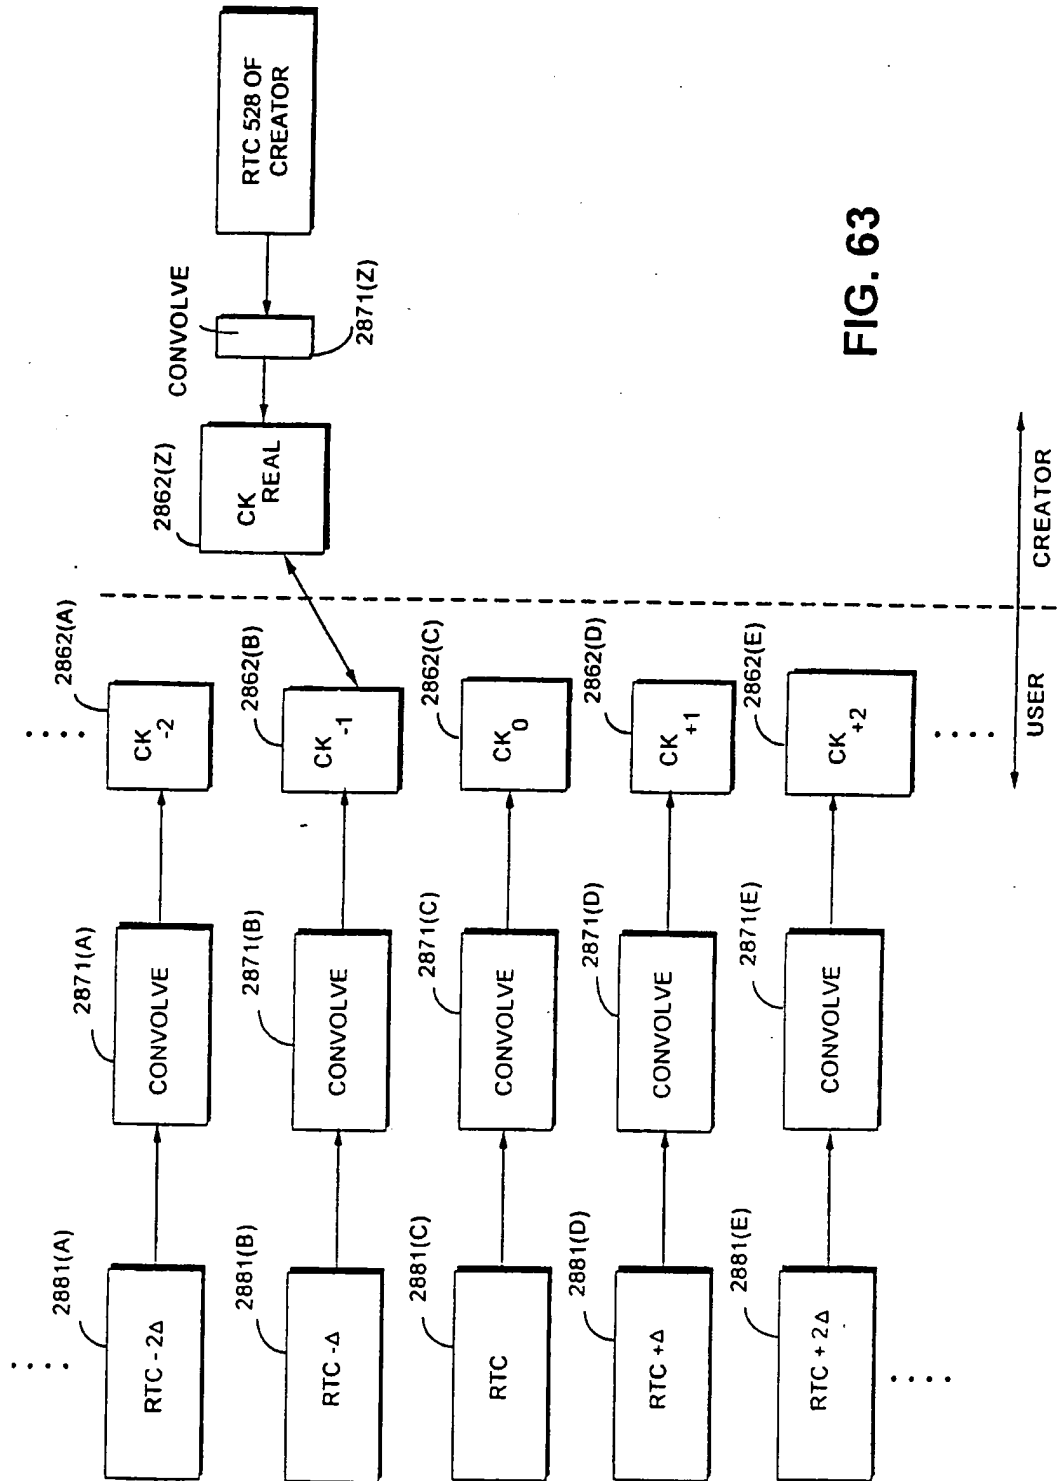 RTC 528 OF
CREATOR
CONVOLVE
2871(Z)
2862(Z)
CK REAL
2862(A)
CK -2
2871(A)
CONVOLVE
2881(A)
RTC - 2Δ
2862(B)
CK -1
2871(B)
CONVOLVE
2881(B)
RTC -Δ
2862(C)
CK 0
2871(C)
CONVOLVE
2881(C)
RTC
2862(D)
CK +1
2871(D)
CONVOLVE
2881(D)
RTC +Δ
2862(E)
CK +2
2871(E)
CONVOLVE
2881(E)
RTC + 2Δ
USER
CREATOR
FIG. 63